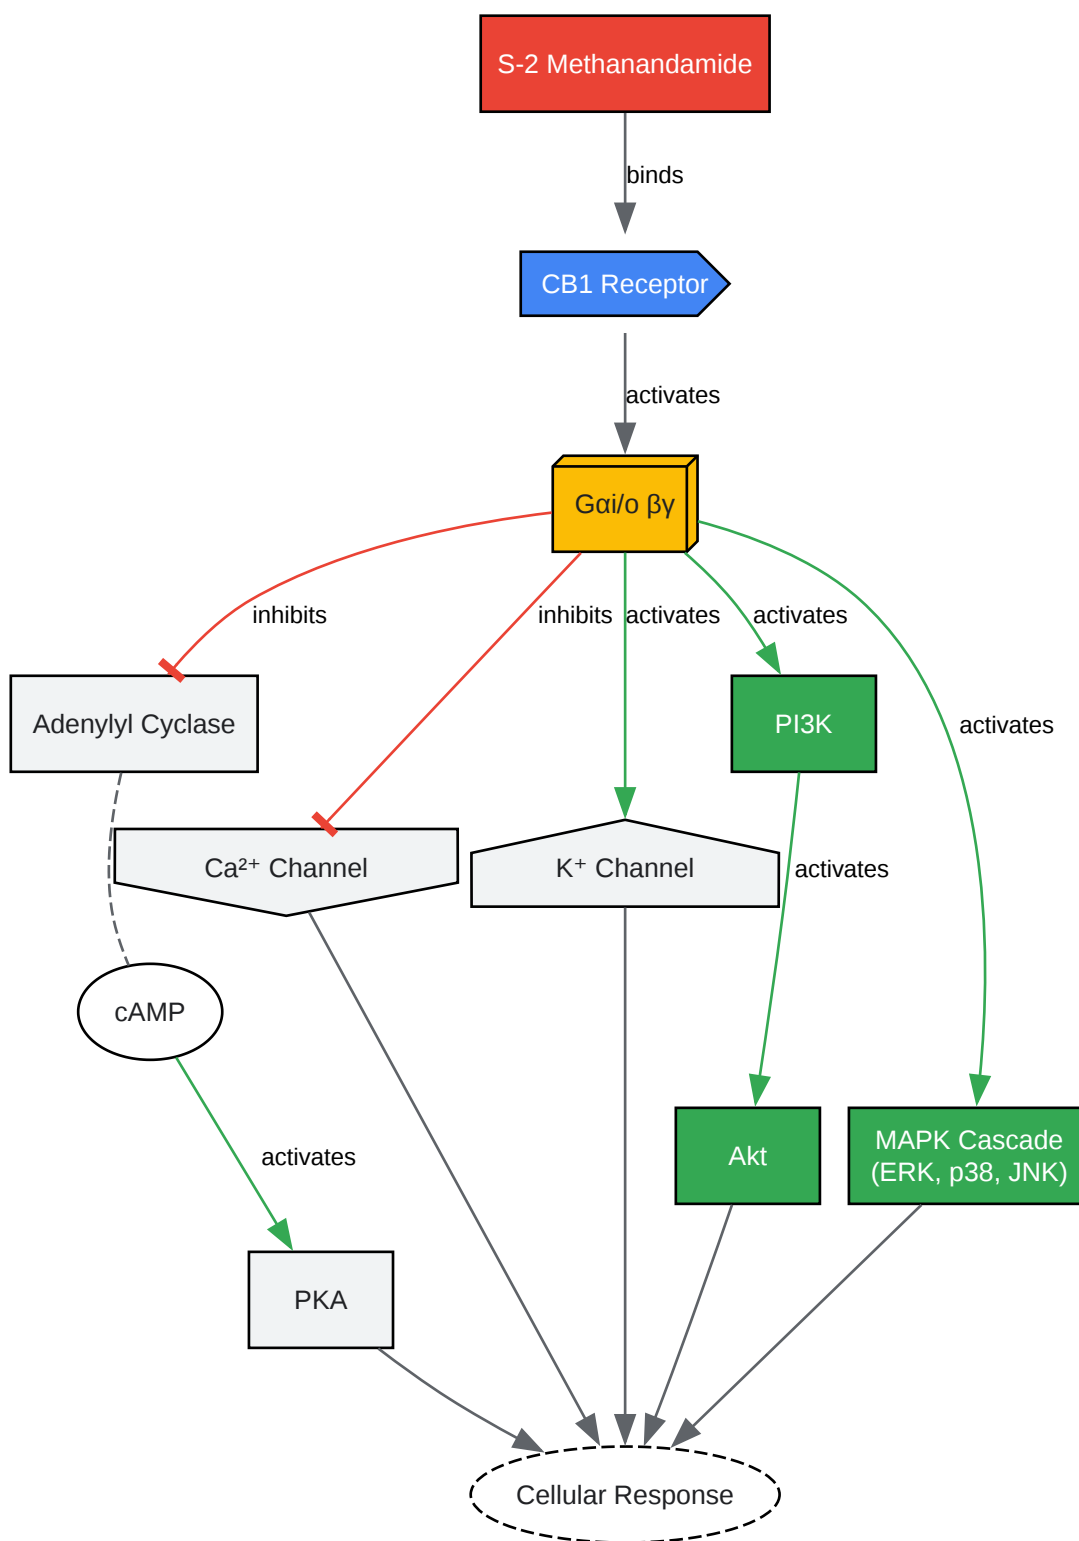 S-2 Methanandamide
binds
CB1 Receptor
activates
Gαi/o βγ
inhibits
inhibits
activates
activates
Adenylyl Cyclase
PI3K
activates
Ca²⁺ Channel
K⁺ Channel
activates
cAMP
activates
Akt
MAPK Cascade
(ERK, p38, JNK)
PKA
Cellular Response